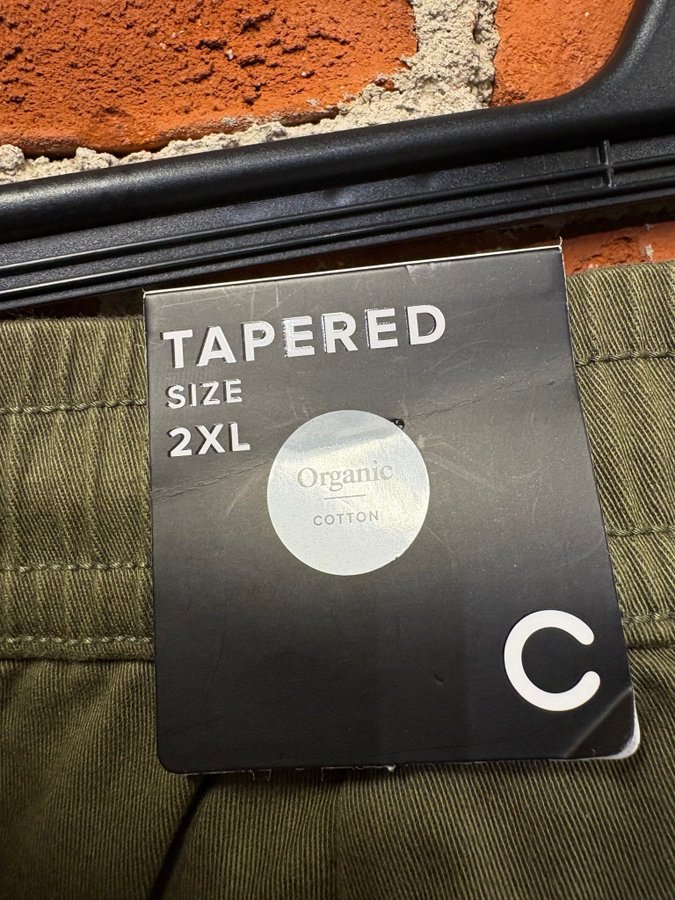 TAPERED
SIZE
2XL
Organic
COTTON
C